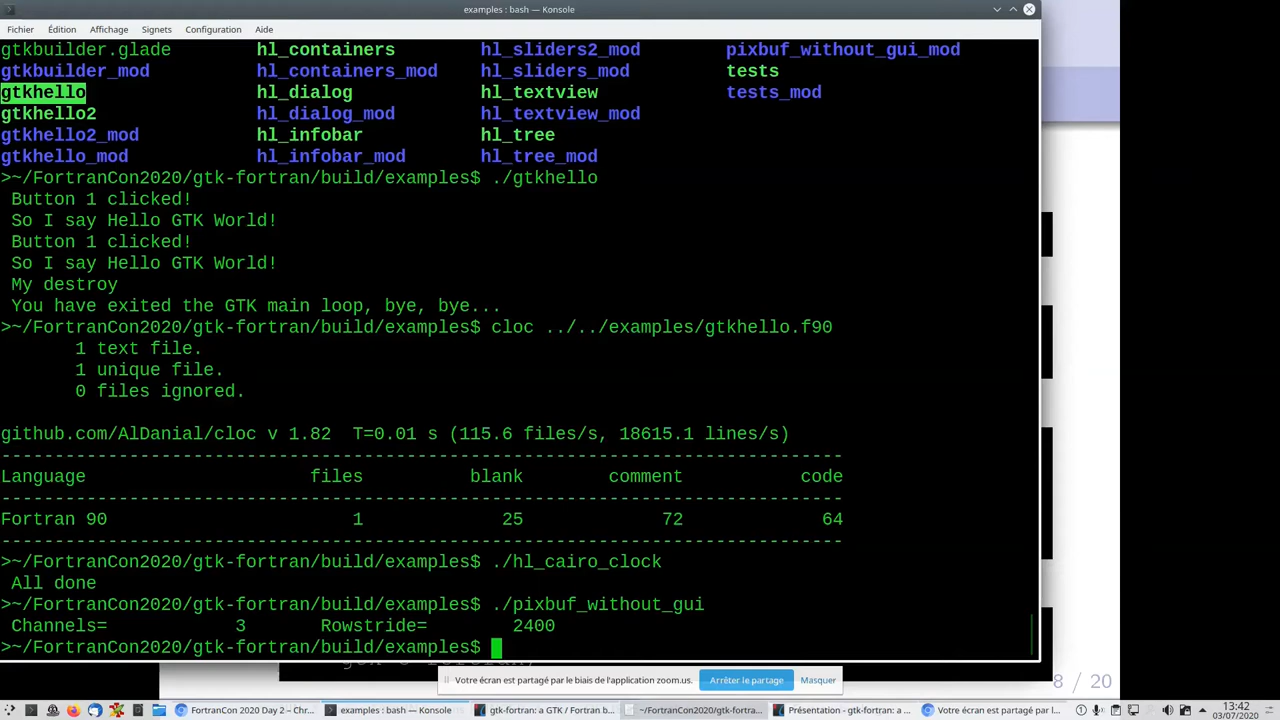 examples : bash — Konsole
Fichier Édition Affichage Signets Configuration Aide
gtkbuilder.glade hl_containers hl_sliders2_mod pixbuf_without_gui_mod
gtkbuilder_mod hl_containers_mod hl_sliders_mod tests
gtkhello hl_dialog hl_textview tests_mod
gtkhello2 hl_dialog_mod hl_textview_mod
gtkhello2_mod hl_infobar hl_tree
gtkhello_mod hl_infobar_mod hl_tree_mod
>~/FortranCon2020/gtk-fortran/build/examples$ ./gtkhello
Button 1 clicked!
So I say Hello GTK World!
Button 1 clicked!
So I say Hello GTK World!
My destroy
You have exited the GTK main loop, bye, bye...
>~/FortranCon2020/gtk-fortran/build/examples$ cloc ../../examples/gtkhello.f90
1 text file.
1 unique file.
0 files ignored.
github.com/AlDanial/cloc v 1.82 T=0.01 s (115.6 files/s, 18615.1 lines/s)
-------------------------------------------------------------------------------
Language files blank comment code
-------------------------------------------------------------------------------
Fortran 90 1 25 72 64
-------------------------------------------------------------------------------
>~/FortranCon2020/gtk-fortran/build/examples$ ./hl_cairo_clock
All done
>~/FortranCon2020/gtk-fortran/build/examples$ ./pixbuf_without_gui
Channels= 3 Rowstride= 2400
>~/FortranCon2020/gtk-fortran/build/examples$
Votre écran est partagé par le biais de l'application zoom.us. Arrêter le partage Masquer
8 / 20
FortranCon 2020 Day 2 – Chr... examples : bash — Konsole gtk-fortran: a GTK / Fortran b... ~/FortranCon2020/gtk-fortra... Présentation - gtk-fortran: a ... Votre écran est partagé par l... 13:42
03/07/2020